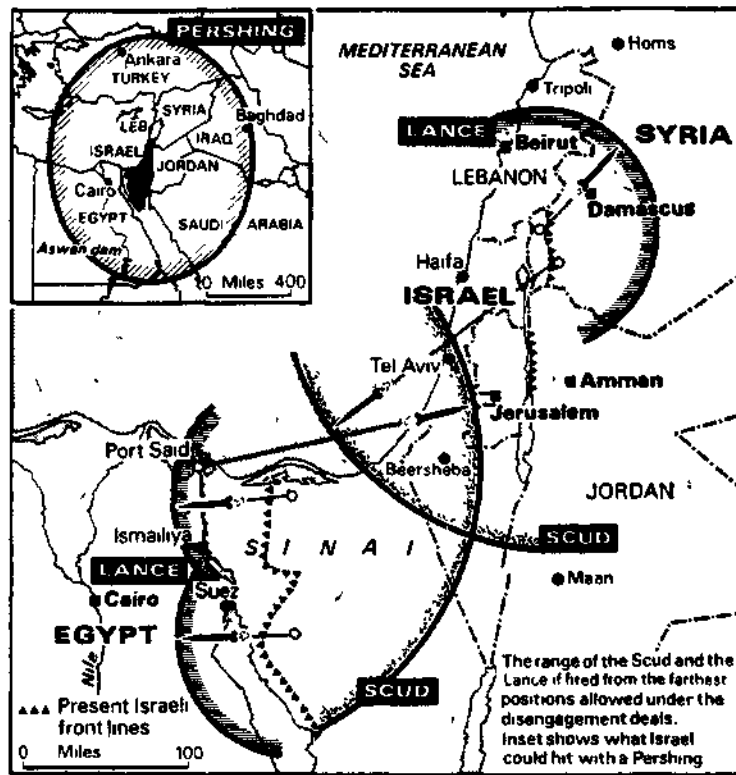 PERSHING
Ankara
TURKEY
SYRIA
LEB
Baghdad
IRAQ
ISRAEL
JORDAN
Cairo
EGYPT
SAUDI ARABIA
Aswan dam
0 Miles 400
MEDITERRANEAN
SEA
Homs
Tripoli
LANCE
Beirut
SYRIA
LEBANON
Damascus
Haifa
ISRAEL
Tel Aviv
Amman
Jerusalem
Port Said
Beersheba
JORDAN
Ismailiya
SINAI
SCUD
LANCE
Maan
Cairo
Suez
EGYPT
Nile
SCUD
Present Israeli
front lines
0 Miles 100
The range of the Scud and the
Lance if fired from the farthest
positions allowed under the
disengagement deals.
Inset shows what Israel
could hit with a Pershing